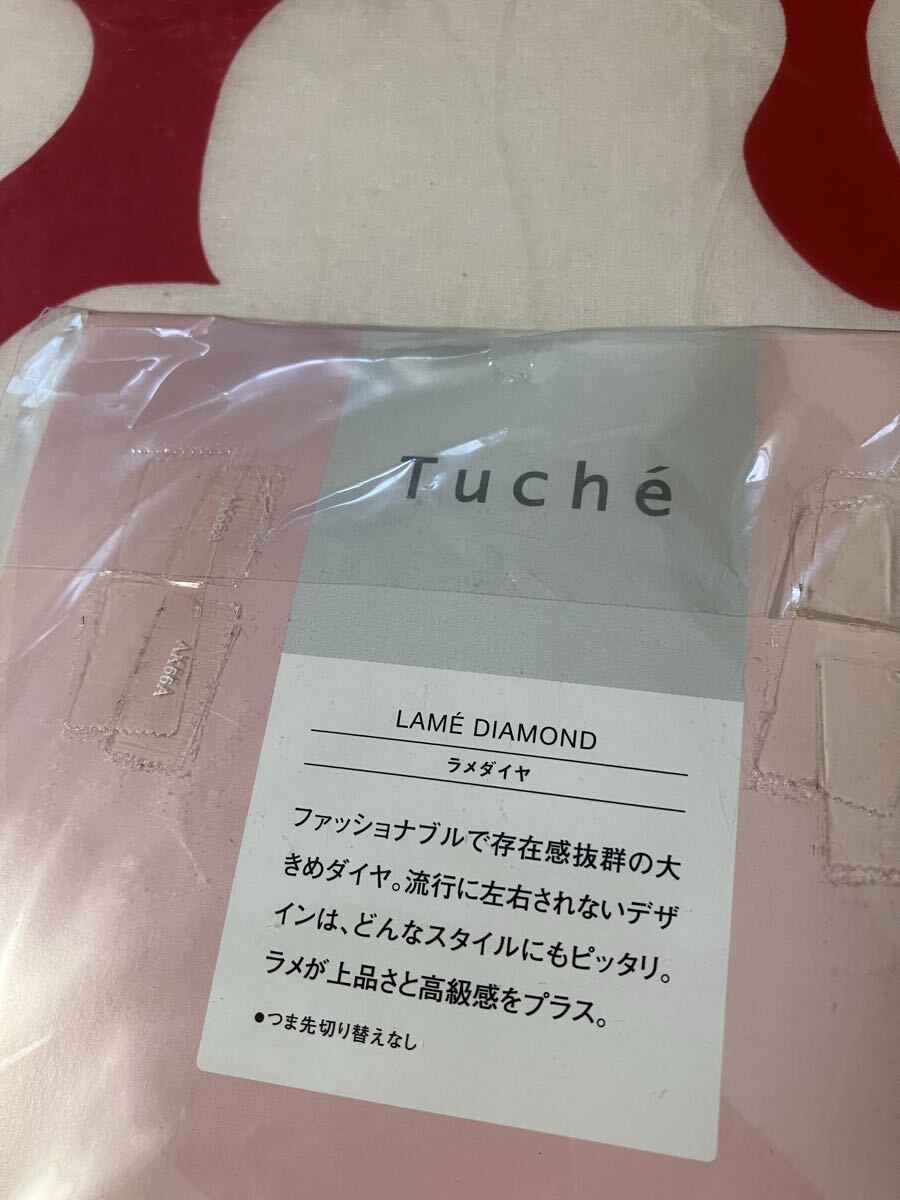 Tuché
AK66A
AK66A
LAMÉ DIAMOND
ラメダイヤ
ファッショナブルで存在感抜群の大
きめダイヤ。流行に左右されないデザ
インは、どんなスタイルにもピッタリ。
ラメが上品さと高級感をプラス。
●つま先切り替えなし